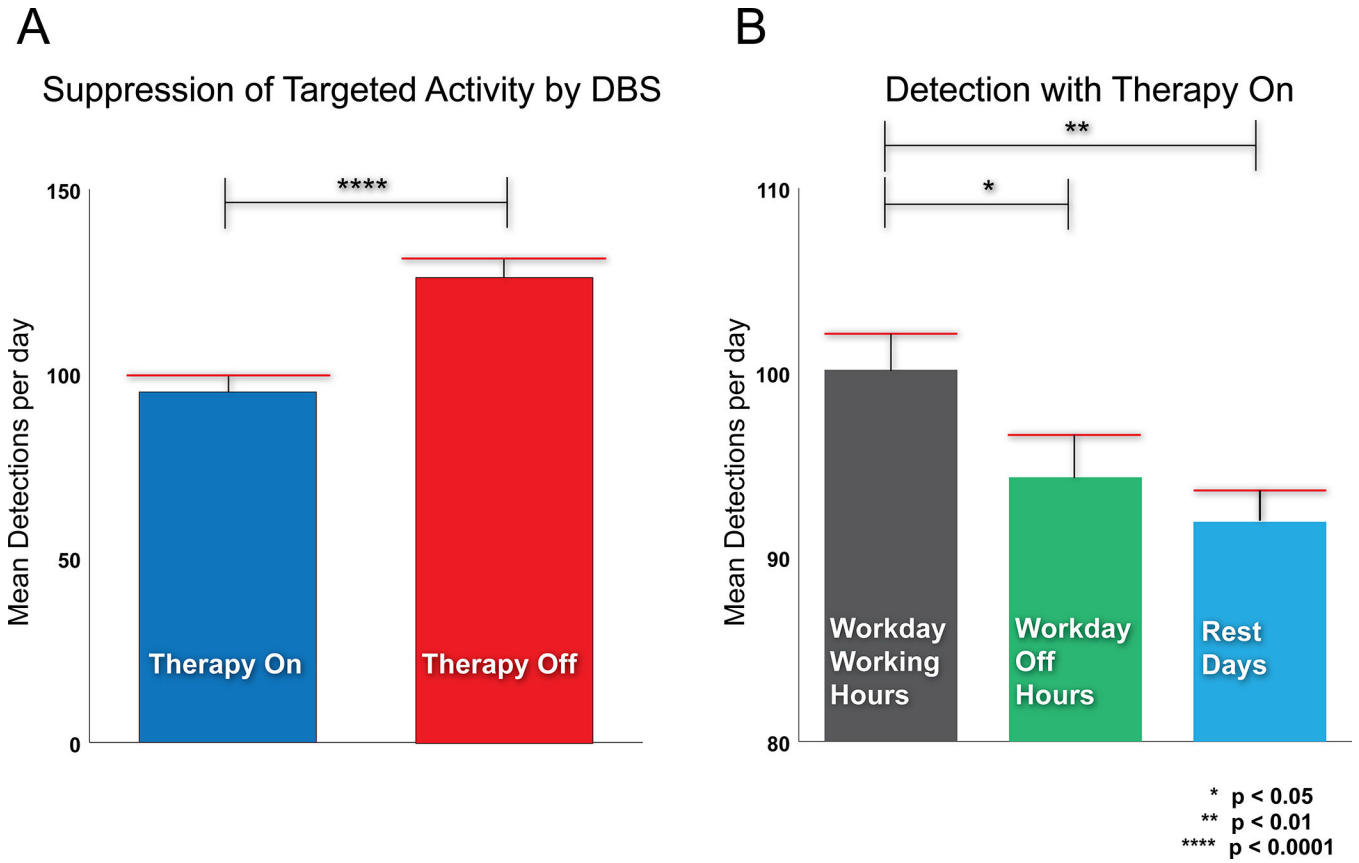 A
Suppression of Targeted Activity by DBS
****
150
100
50
0
Mean Detections per day
Therapy On
Therapy Off
B
Detection with Therapy On
**
*
110
100
90
80
Mean Detections per day
Workday
Working
Hours
Workday
Off
Hours
Rest
Days
* p < 0.05
** p < 0.01
**** p < 0.0001